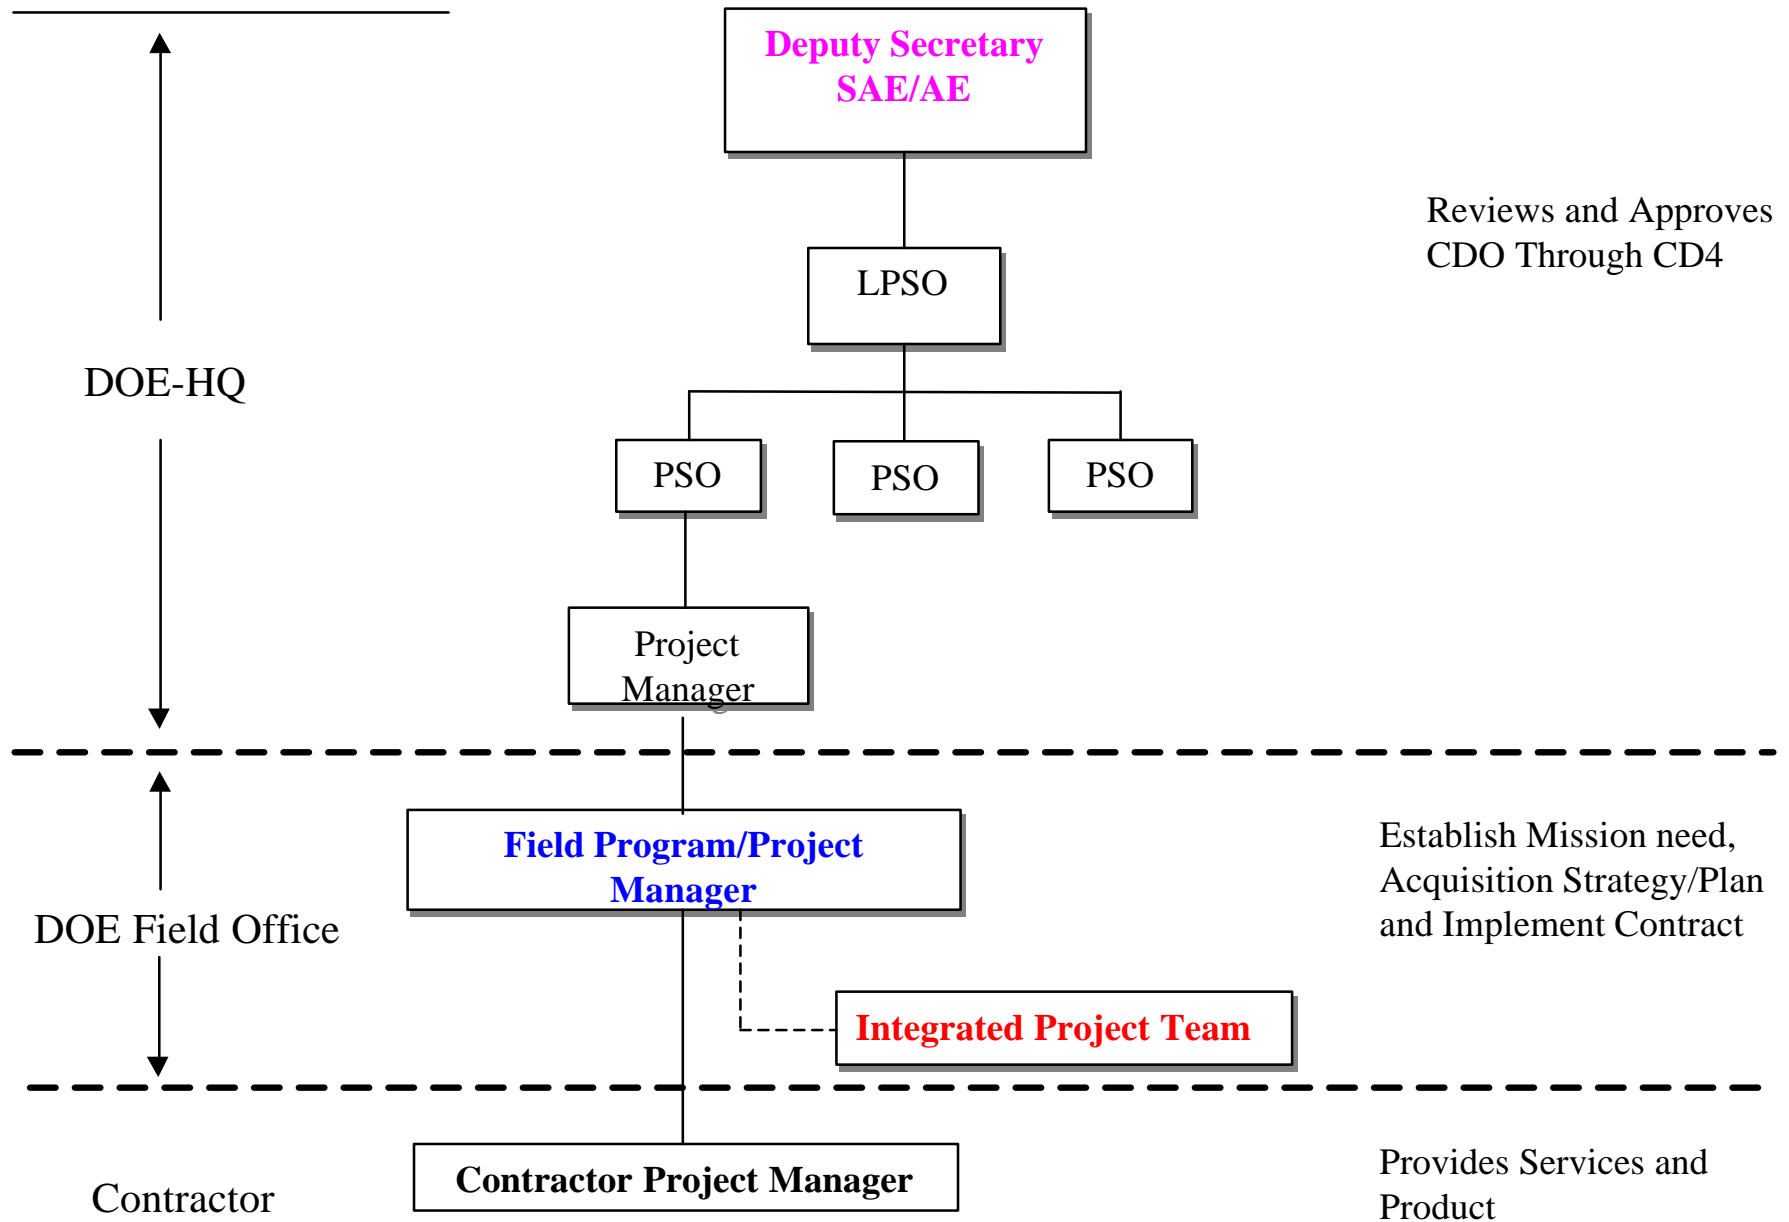 Deputy Secretary
SAE/AE
Reviews and Approves
CDO Through CD4
LPSO
DOE-HQ
PSO
PSO
PSO
Project
Manager
Field Program/Project
Manager
Establish Mission need,
Acquisition Strategy/Plan
and Implement Contract
DOE Field Office
Integrated Project Team
Contractor Project Manager
Contractor
Provides Services and
Product